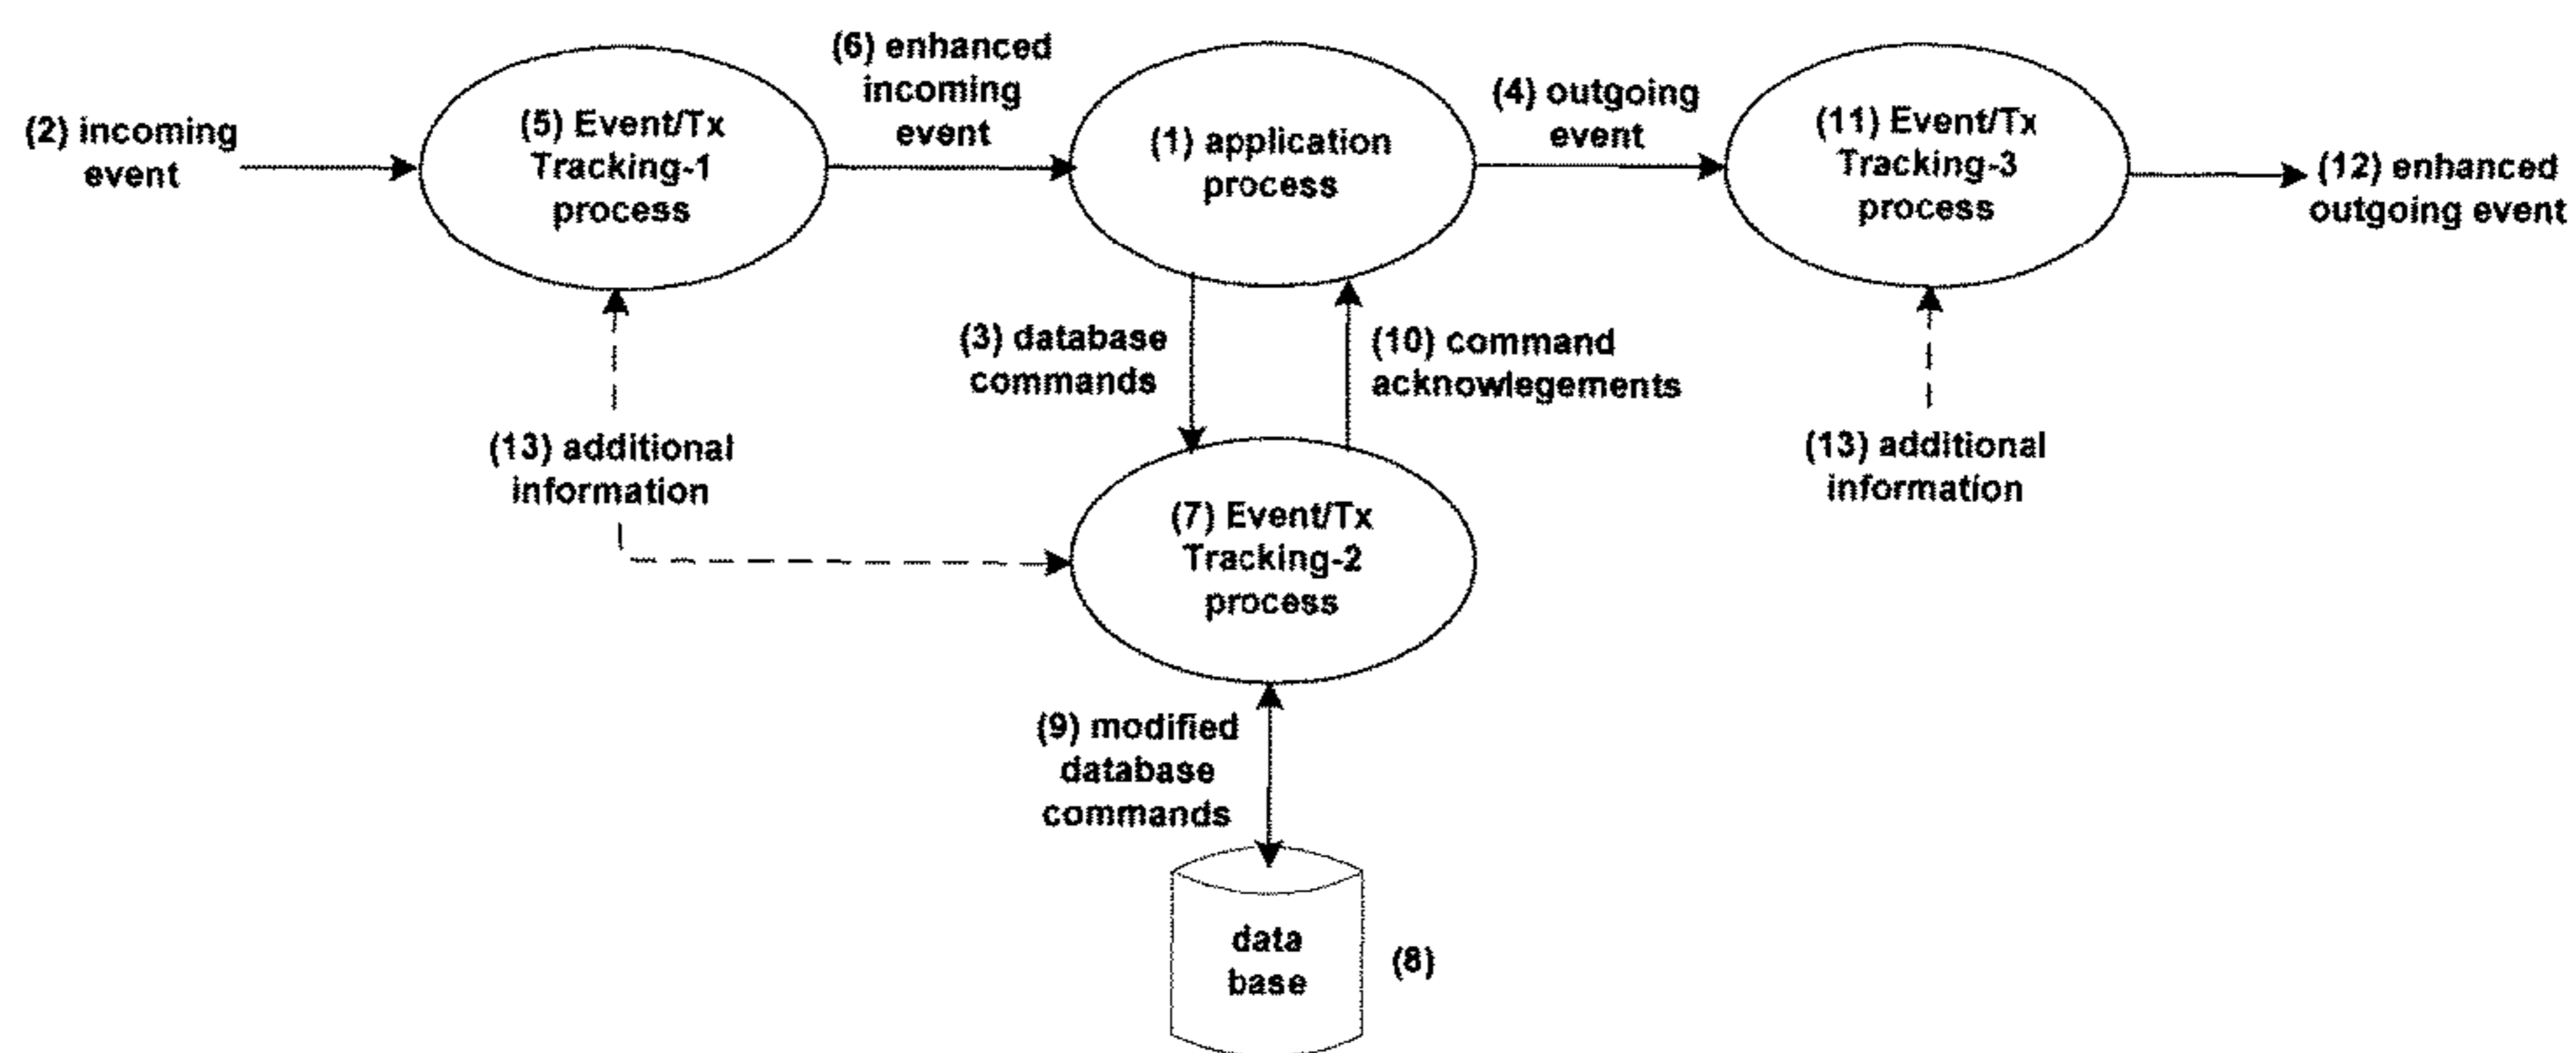 (2) incoming
event
(5) Event/Tx
Tracking-1
process
(6) enhanced
incoming
event
(1) application
process
(4) outgoing
event
(11) Event/Tx
Tracking-3
process
(12) enhanced
outgoing event
(3) database
commands
(10) command
acknowlegements
(13) additional
information
(13) additional
information
(7) Event/Tx
Tracking-2
process
(9) modified
database
commands
data
base
(8)